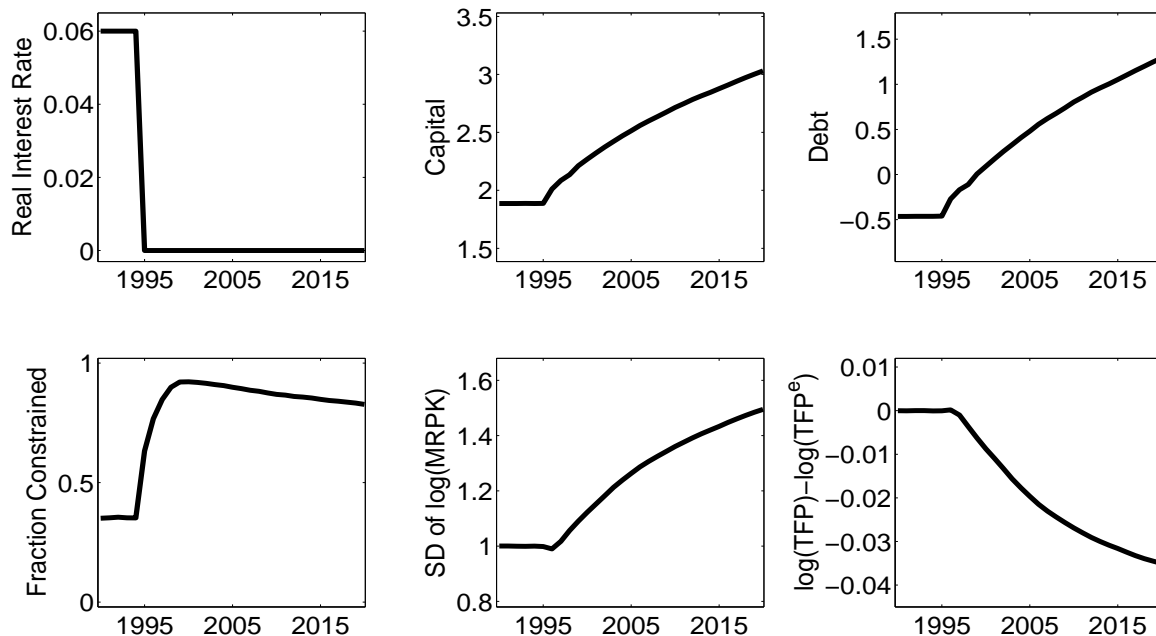 Real Interest Rate
0.06
0.04
0.02
0
1995 2005 2015
Capital
3.5
3
2.5
2
1.5
1995 2005 2015
Debt
1.5
1
0.5
0
−0.5
1995 2005 2015
Fraction Constrained
1
0.5
0
1995 2005 2015
SD of log(MRPK)
1.6
1.4
1.2
1
0.8
1995 2005 2015
log(TFP)−log(TFPᵉ)
0.01
0
−0.01
−0.02
−0.03
−0.04
1995 2005 2015